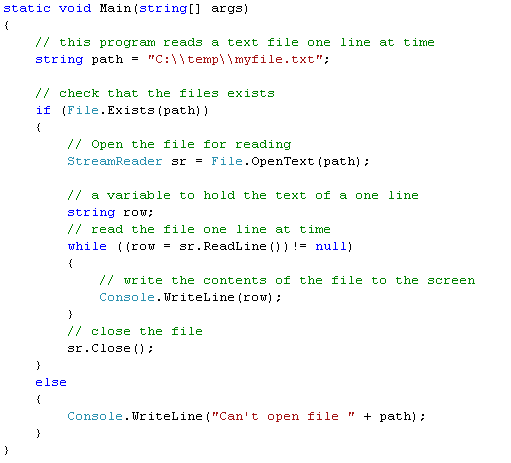 static void Main(string[] args)
{
    // this program reads a text file one line at time
    string path = "C:\\temp\\myfile.txt";

    // check that the files exists
    if (File.Exists(path))
    {
        // Open the file for reading
        StreamReader sr = File.OpenText(path);

        // a variable to hold the text of a one line
        string row;
        // read the file one line at time
        while ((row = sr.ReadLine())!= null)
        {
            // write the contents of the file to the screen
            Console.WriteLine(row);
        }
        // close the file
        sr.Close();
    }
    else
    {
        Console.WriteLine("Can't open file " + path);
    }
}